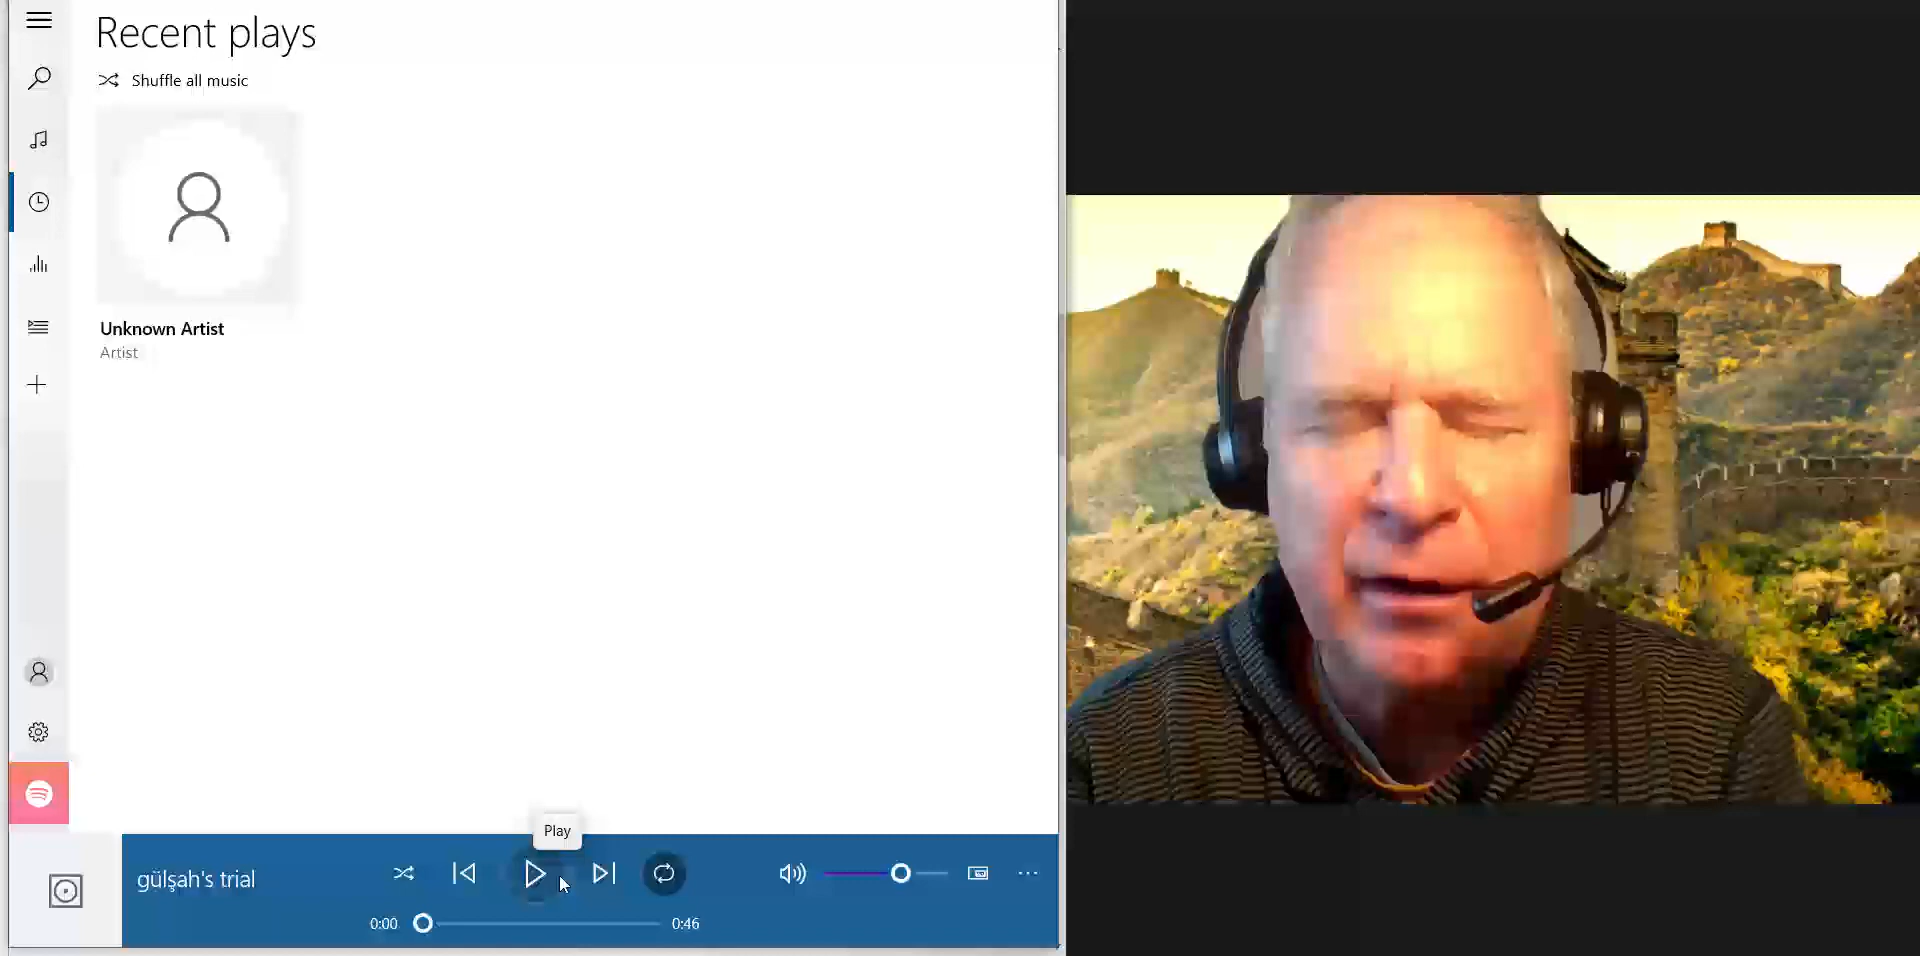 Recent plays
Shuffle all music
Unknown Artist
Artist
Play
gülşah's trial
0:00
0:46